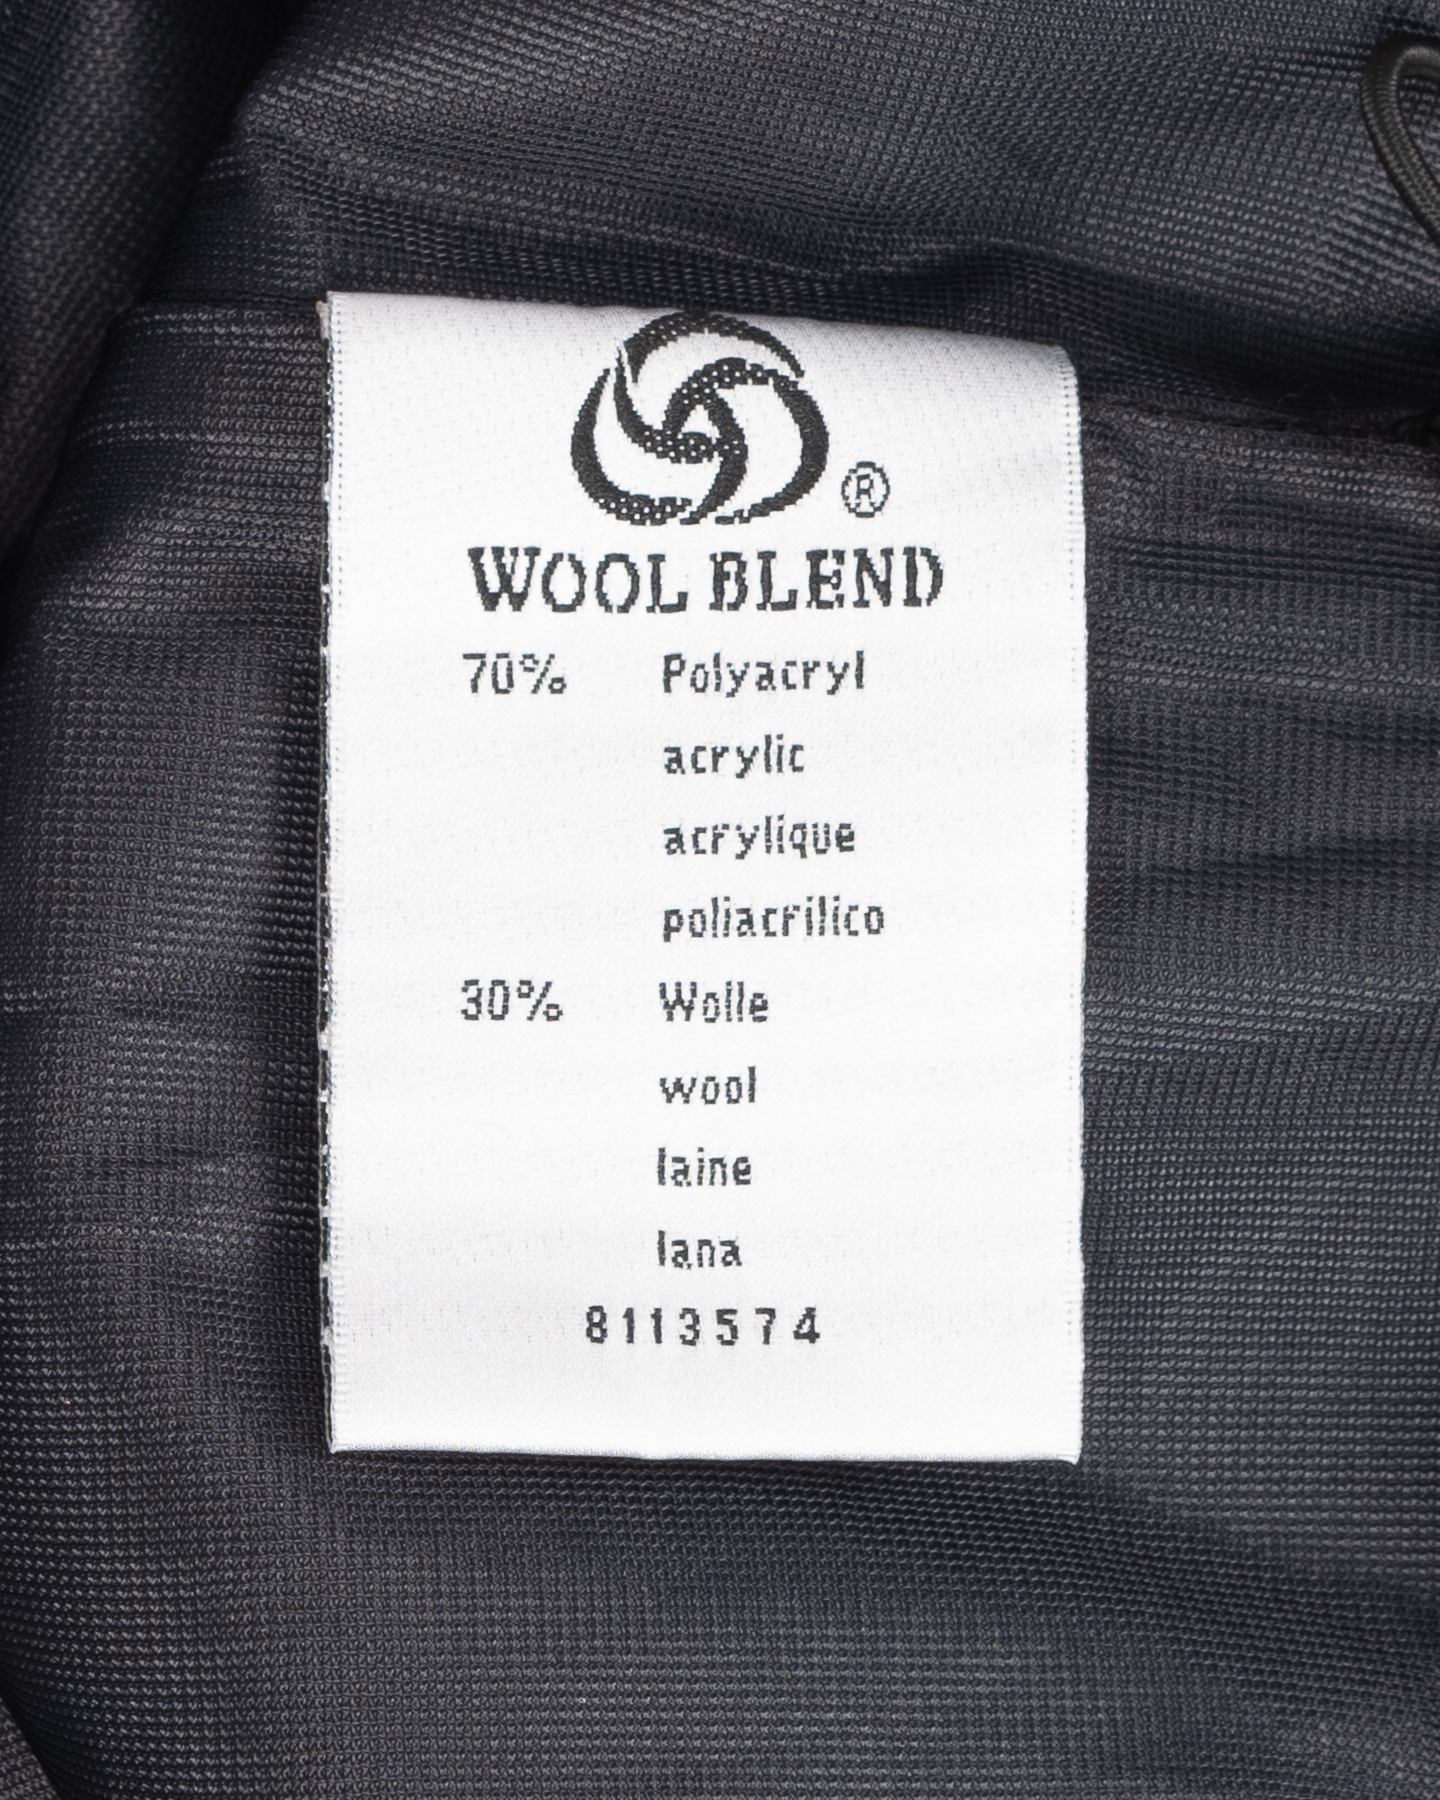 ®
WOOL BLEND
70% Polyacryl
acrylic
acrylique
poliacrilico
30% Wolle
wool
laine
lana
8113574